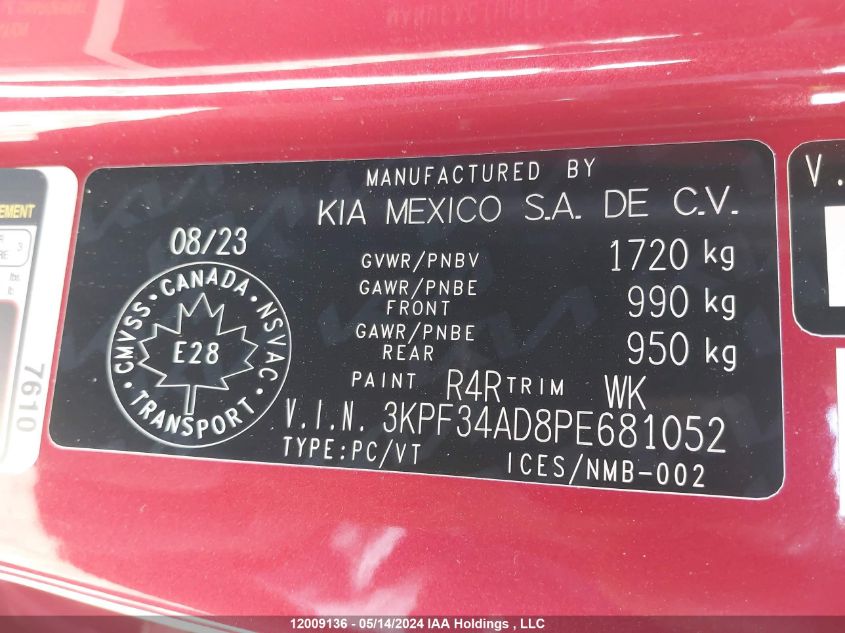 MANUFACTURED BY
KIA MEXICO S.A. DE C.V.
08/23
GVWR/PNBV 1720 kg
GAWR/PNBE FRONT 990 kg
GAWR/PNBE REAR 950 kg
PAINT R4R TRIM WK
V.I.N. 3KPF34AD8PE681052
TYPE:PC/VT ICES/NMB-002
CANADA
CMVSS · NSVAC
E28
TRANSPORT
EMENT
3
7610
V.
12009136 - 05/14/2024 IAA Holdings , LLC